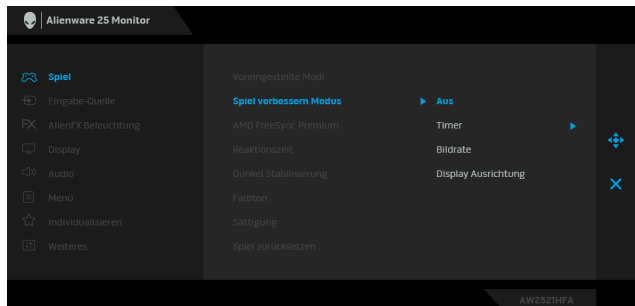 Alienware 25 Monitor
Spiel
Eingabe-Quelle
AlienFX Beleuchtung
Display
Audio
Menü
Individualisieren
Weiteres
Voreingestellte Modi
Spiel verbessern Modus
AMD FreeSync Premium
Reaktionszeit
Dunkel Stabilisierung
Farbton
Sättigung
Spiel zurücksetzen
Aus
Timer
Bildrate
Display Ausrichtung
AW2521HFA